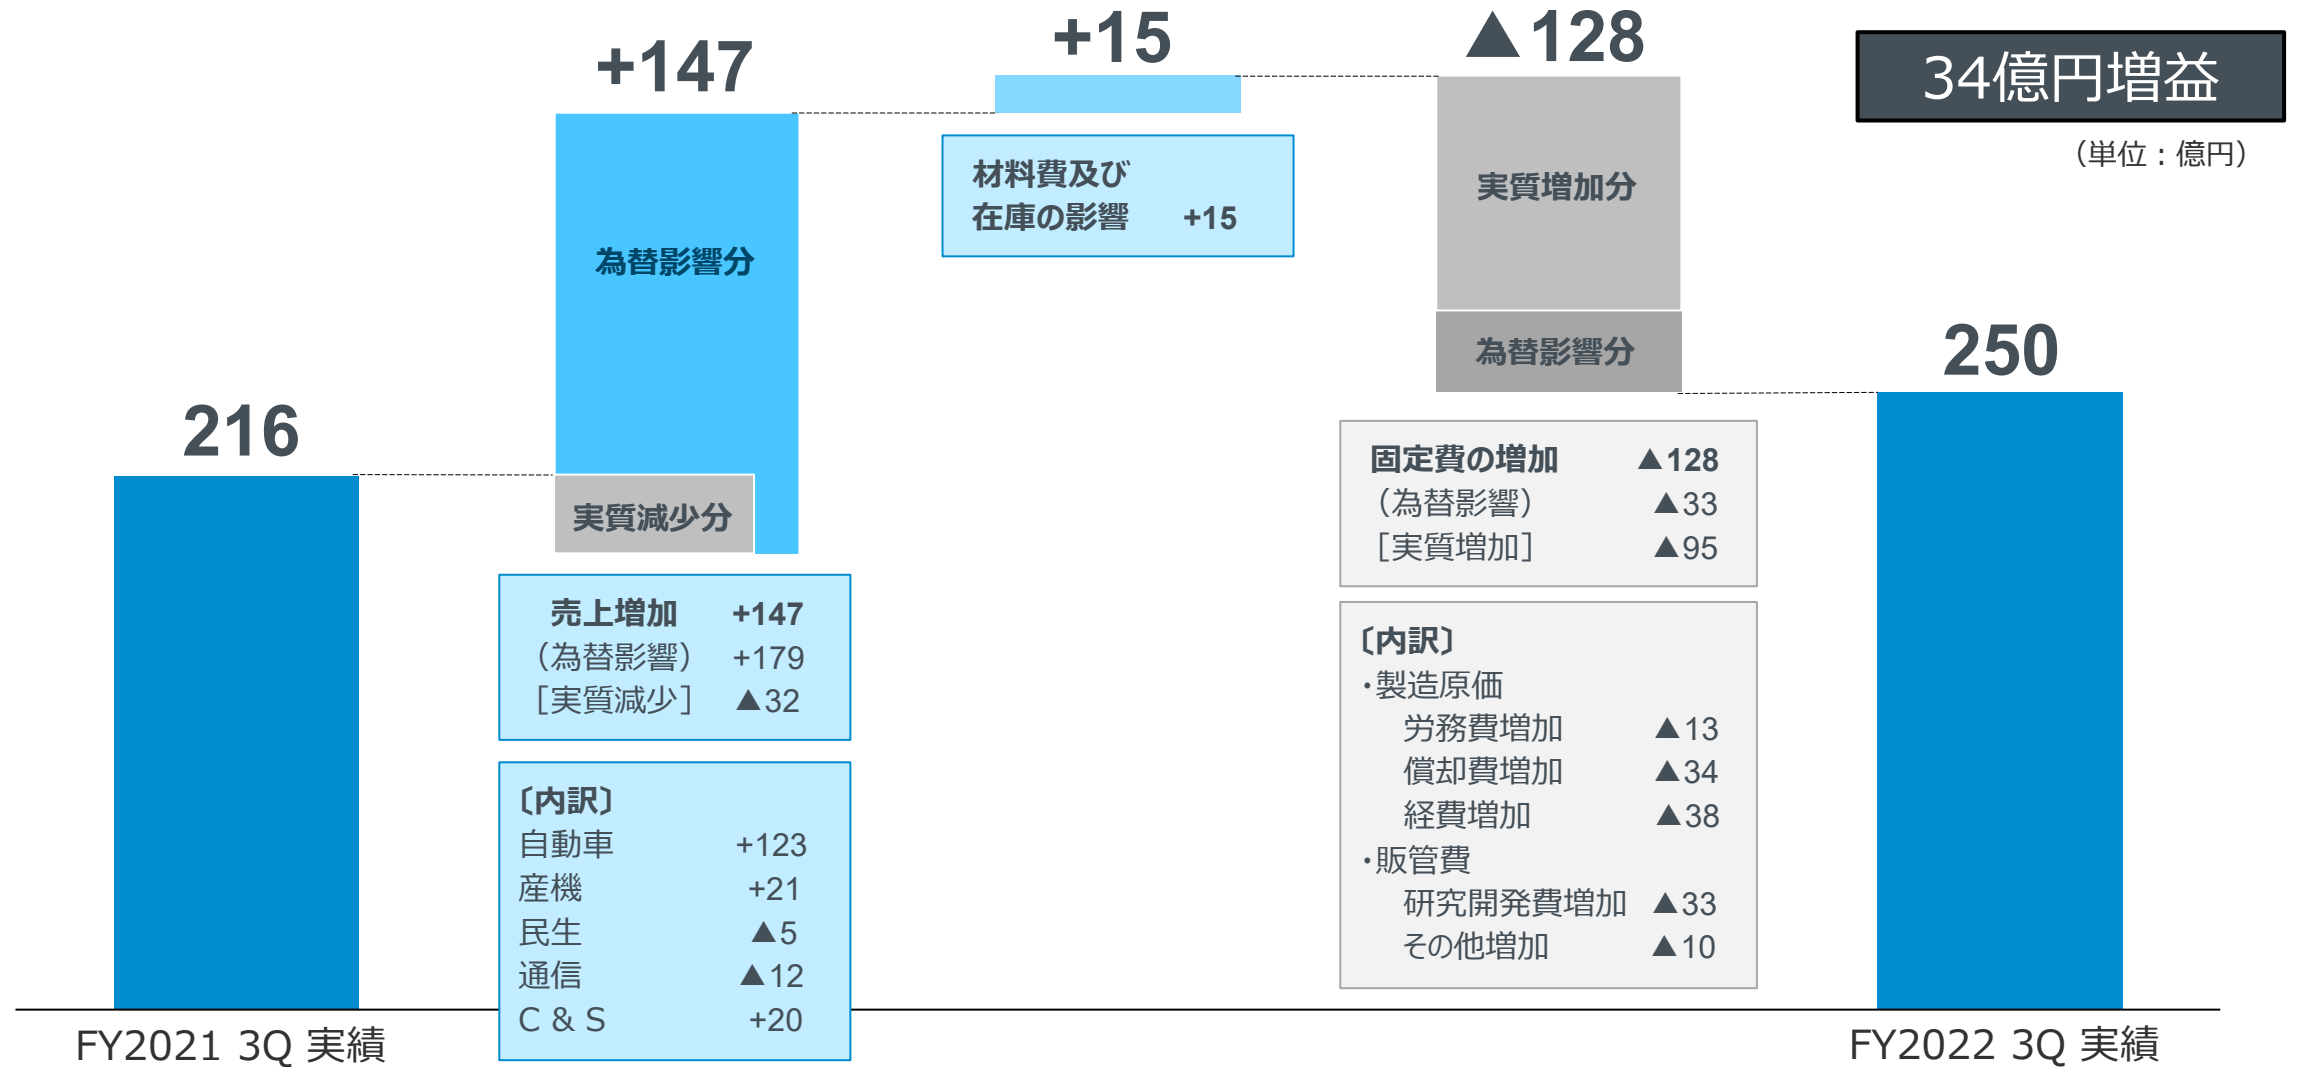 34億円増益
（単位：億円）
216
+147
為替影響分
実質減少分
売上増加 +147
（為替影響） +179
［実質減少］ ▲32
〔内訳〕
自動車 +123
産機 +21
民生 ▲5
通信 ▲12
C & S +20
+15
材料費及び
在庫の影響 +15
▲128
実質増加分
為替影響分
固定費の増加 ▲128
（為替影響） ▲33
［実質増加］ ▲95
〔内訳〕
・製造原価
労務費増加 ▲13
償却費増加 ▲34
経費増加 ▲38
・販管費
研究開発費増加 ▲33
その他増加 ▲10
250
FY2021 3Q 実績
FY2022 3Q 実績